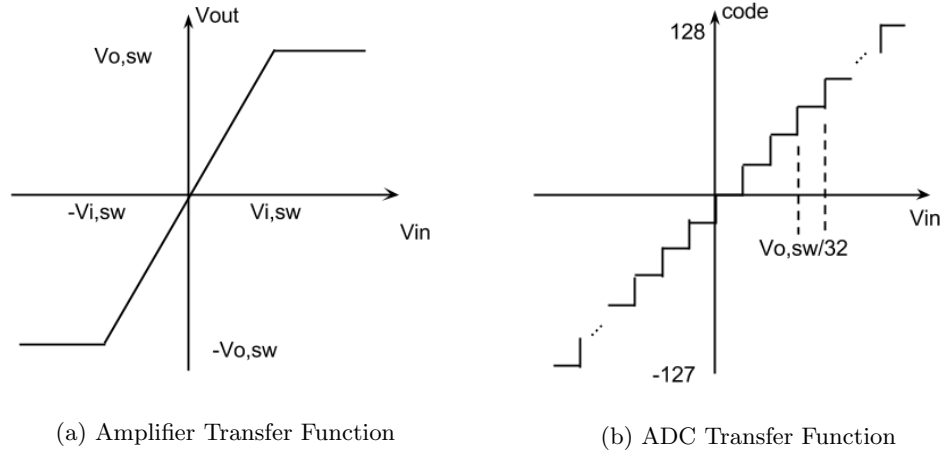 Vout
Vo,sw
-Vi,sw
Vi,sw
Vin
-Vo,sw
(a) Amplifier Transfer Function
code
128
Vin
Vo,sw/32
-127
(b) ADC Transfer Function